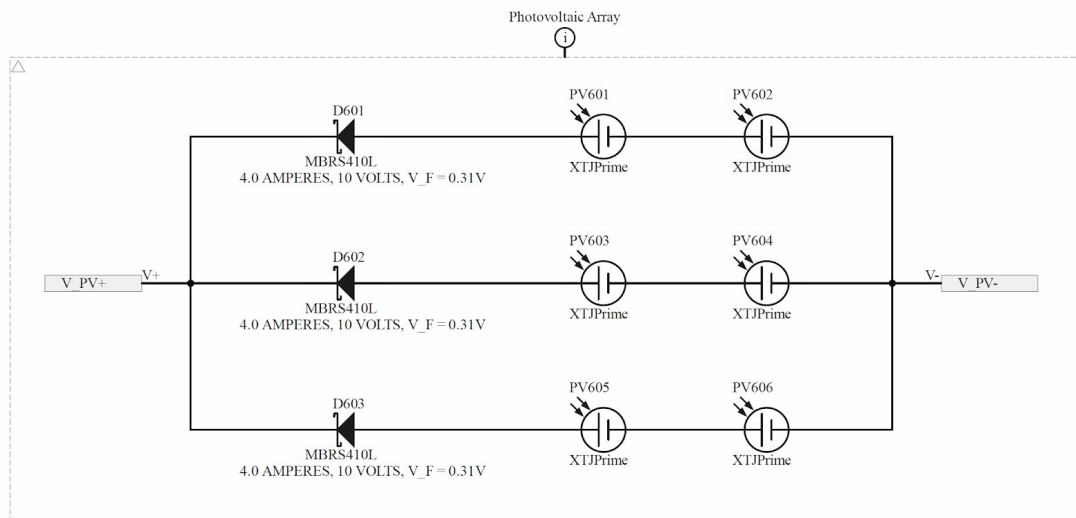 Photovoltaic Array
i
D601
MBRS410L
4.0 AMPERES, 10 VOLTS, V_F = 0.31V
PV601
XTJPrime
PV602
XTJPrime
V_PV+
V+
D602
MBRS410L
4.0 AMPERES, 10 VOLTS, V_F = 0.31V
PV603
XTJPrime
PV604
XTJPrime
V-
V_PV-
D603
MBRS410L
4.0 AMPERES, 10 VOLTS, V_F = 0.31V
PV605
XTJPrime
PV606
XTJPrime